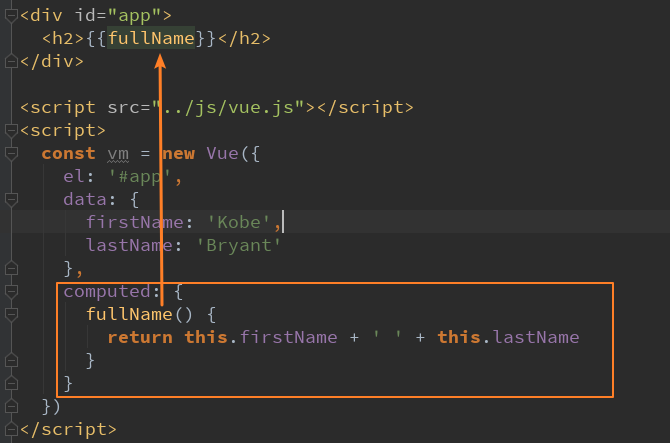 <div id="app">
  <h2>{{fullName}}</h2>
</div>

<script src="../js/vue.js"></script>
<script>
  const vm = new Vue({
    el: '#app',
    data: {
      firstName: 'Kobe',
      lastName: 'Bryant'
    },
    computed: {
      fullName() {
        return this.firstName + ' ' + this.lastName
      }
    }
  })
</script>